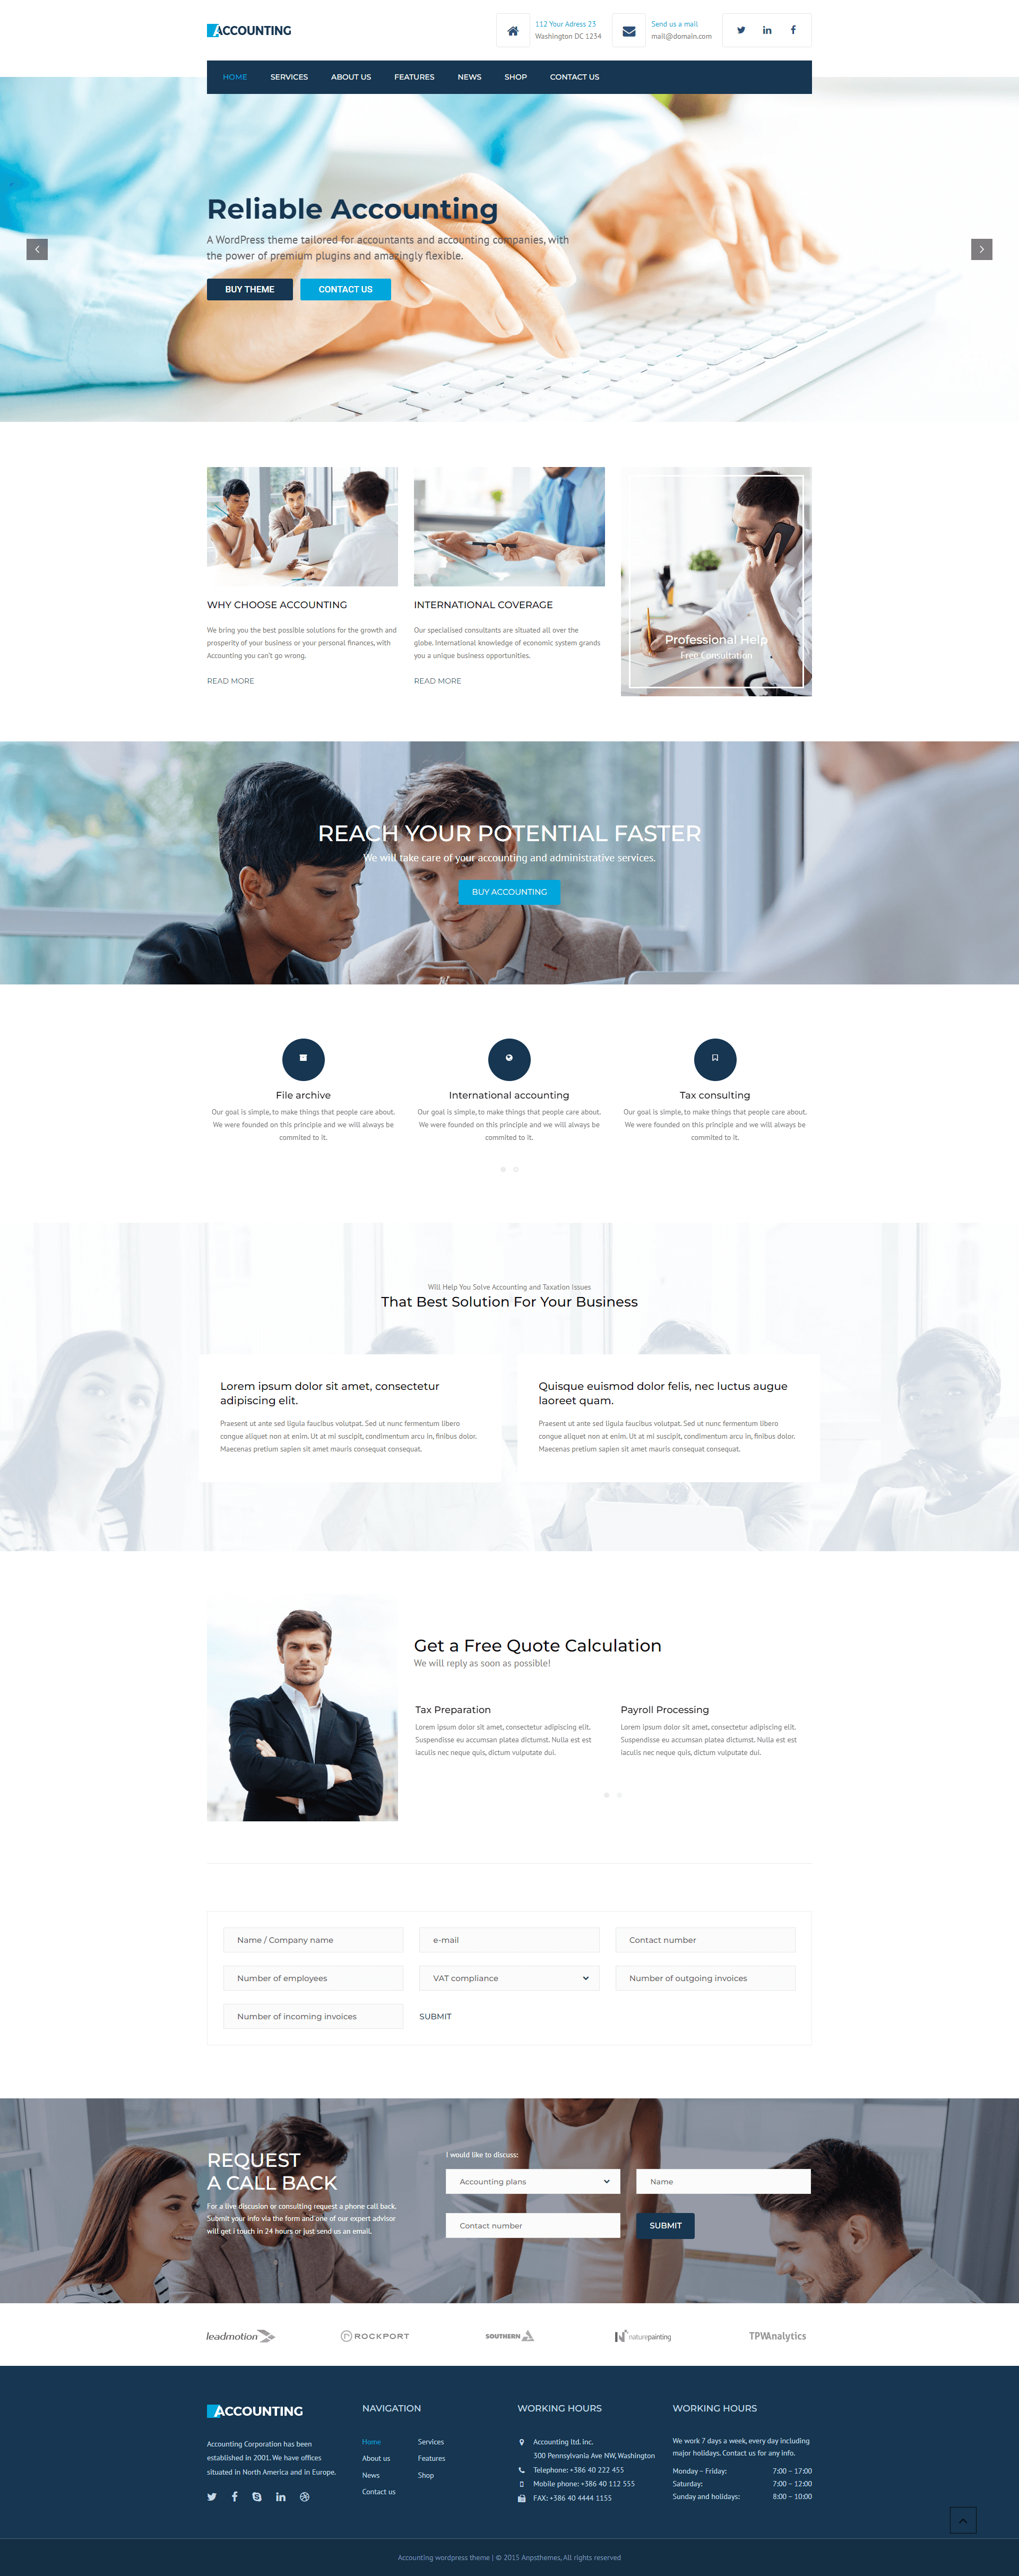 ACCOUNTING
112 Your Adress 23
Washington DC 1234
Send us a mail
mail@domain.com
HOME SERVICES ABOUT US FEATURES NEWS SHOP CONTACT US
Reliable Accounting
A WordPress theme tailored for accountants and accounting companies, with
the power of premium plugins and amazingly flexible.
BUY THEME CONTACT US
WHY CHOOSE ACCOUNTING
We bring you the best possible solutions for the growth and
prosperity of your business or your personal finances, with
Accounting you can't go wrong.
READ MORE
INTERNATIONAL COVERAGE
Our specialised consultants are situated all over the
globe. International knowledge of economic system grands
you a unique business opportunities.
READ MORE
Professional Help
Free Consultation
REACH YOUR POTENTIAL FASTER
We will take care of your accounting and administrative services.
BUY ACCOUNTING
File archive
Our goal is simple, to make things that people care about.
We were founded on this principle and we will always be
commited to it.
International accounting
Our goal is simple, to make things that people care about.
We were founded on this principle and we will always be
commited to it.
Tax consulting
Our goal is simple, to make things that people care about.
We were founded on this principle and we will always be
commited to it.
Will Help You Solve Accounting and Taxation Issues
That Best Solution For Your Business
Lorem ipsum dolor sit amet, consectetur
adipiscing elit.
Praesent ut ante sed ligula faucibus volutpat. Sed ut nunc fermentum libero
congue aliquet non at enim. Ut at mi suscipit, condimentum arcu in, finibus dolor.
Maecenas pretium sapien sit amet mauris consequat consequat.
Quisque euismod dolor felis, nec luctus augue
laoreet quam.
Praesent ut ante sed ligula faucibus volutpat. Sed ut nunc fermentum libero
congue aliquet non at enim. Ut at mi suscipit, condimentum arcu in, finibus dolor.
Maecenas pretium sapien sit amet mauris consequat consequat.
Get a Free Quote Calculation
We will reply as soon as possible!
Tax Preparation
Lorem ipsum dolor sit amet, consectetur adipiscing elit.
Suspendisse eu accumsan platea dictumst. Nulla est est
iaculis nec neque quis, dictum vulputate dui.
Payroll Processing
Lorem ipsum dolor sit amet, consectetur adipiscing elit.
Suspendisse eu accumsan platea dictumst. Nulla est est
iaculis nec neque quis, dictum vulputate dui.
Name / Company name e-mail Contact number
Number of employees VAT compliance Number of outgoing invoices
Number of incoming invoices SUBMIT
REQUEST
A CALL BACK
For a live discusion or consulting request a phone call back.
Submit your info via the form and one of our expert advisor
will get i touch in 24 hours or just send us an email.
I would like to discuss:
Accounting plans Name
Contact number SUBMIT
leadmotion ROCKPORT SOUTHERN naturepainting TPWAnalytics
ACCOUNTING
Accounting Corporation has been
established in 2001. We have offices
situated in North America and in Europe.
NAVIGATION
Home Services
About us Features
News Shop
Contact us
WORKING HOURS
Accounting ltd. inc.
300 Pennsylvania Ave NW, Washington
Telephone: +386 40 222 455
Mobile phone: +386 40 112 555
FAX: +386 40 4444 1155
WORKING HOURS
We work 7 days a week, every day including
major holidays. Contact us for any info.
Monday – Friday: 7:00 – 17:00
Saturday: 7:00 – 12:00
Sunday and holidays: 8:00 – 10:00
Accounting wordpress theme | © 2015 Anpsthemes, All rights reserved